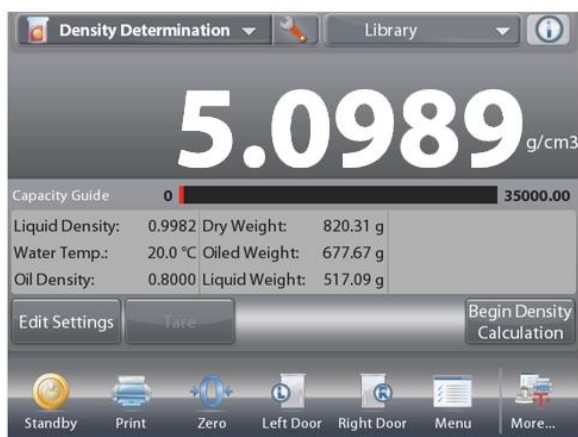 Density Determination Library
5.0989 g/cm3
Capacity Guide 0 35000.00
Liquid Density: 0.9982 Dry Weight: 820.31 g
Water Temp.: 20.0 °C Oiled Weight: 677.67 g
Oil Density: 0.8000 Liquid Weight: 517.09 g
Edit Settings Tare Begin Density
Calculation
L R
Standby Print Zero Left Door Right Door Menu More...